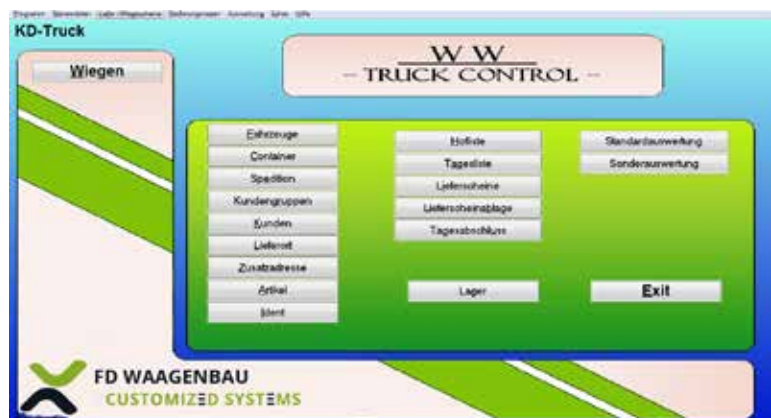 KD-Truck
Wiegen
W W
-- TRUCK CONTROL --
Fahrzeuge
Container
Spedition
Kundengruppen
Kunden
Lieferort
Zusatzadresse
Artikel
Ident
Hofliste
Tagesliste
Lieferscheine
Lieferscheinablage
Tagesabschluss
Lager
Standardauswertung
Sonderauswertung
Exit
FD WAAGENBAU
CUSTOMIZED SYSTEMS